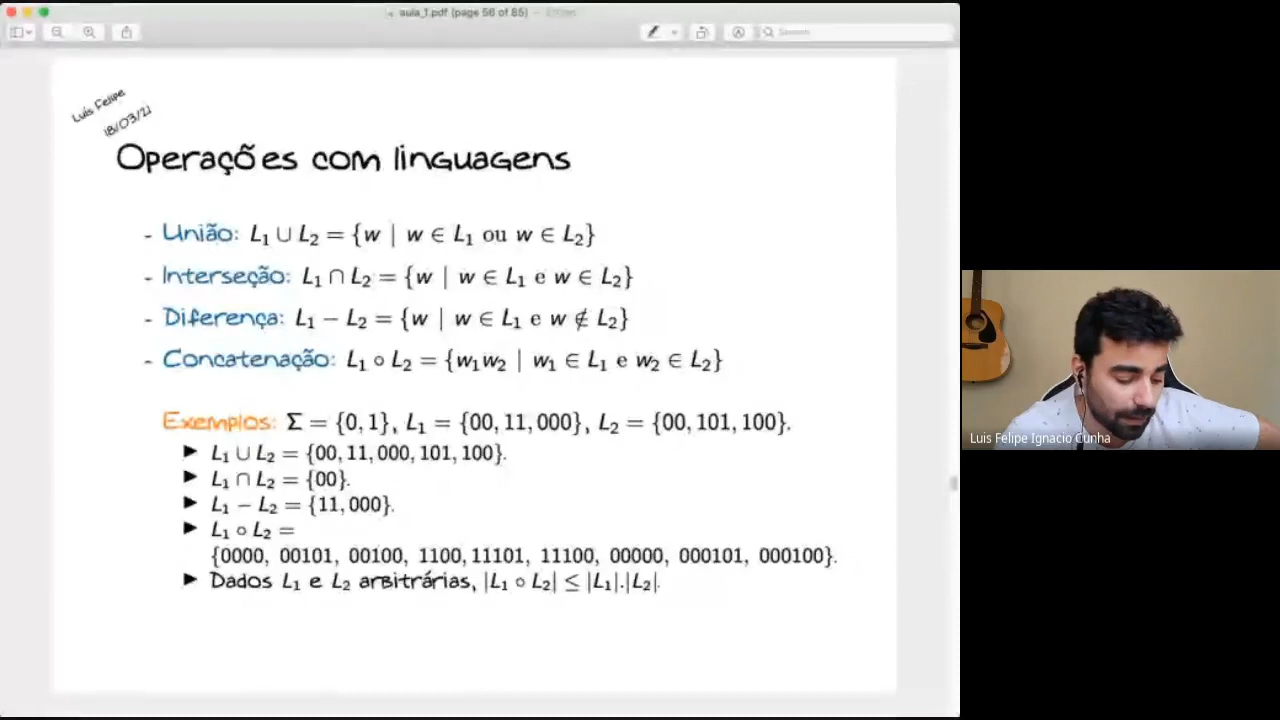 aula_1.pdf (page 56 of 85)
Search
Luís Felipe
18/03/21
Operações com linguagens
- União: L₁ ∪ L₂ = {w | w ∈ L₁ ou w ∈ L₂}
- Interseção: L₁ ∩ L₂ = {w | w ∈ L₁ e w ∈ L₂}
- Diferença: L₁ − L₂ = {w | w ∈ L₁ e w ∉ L₂}
- Concatenação: L₁ ∘ L₂ = {w₁w₂ | w₁ ∈ L₁ e w₂ ∈ L₂}
Exemplos: Σ = {0, 1}, L₁ = {00, 11, 000}, L₂ = {00, 101, 100}.
▶ L₁ ∪ L₂ = {00, 11, 000, 101, 100}.
▶ L₁ ∩ L₂ = {00}.
▶ L₁ − L₂ = {11, 000}.
▶ L₁ ∘ L₂ =
{0000, 00101, 00100, 1100, 11101, 11100, 00000, 000101, 000100}.
▶ Dados L₁ e L₂ arbitrárias, |L₁ ∘ L₂| ≤ |L₁|.|L₂|.
Luis Felipe Ignacio Cunha